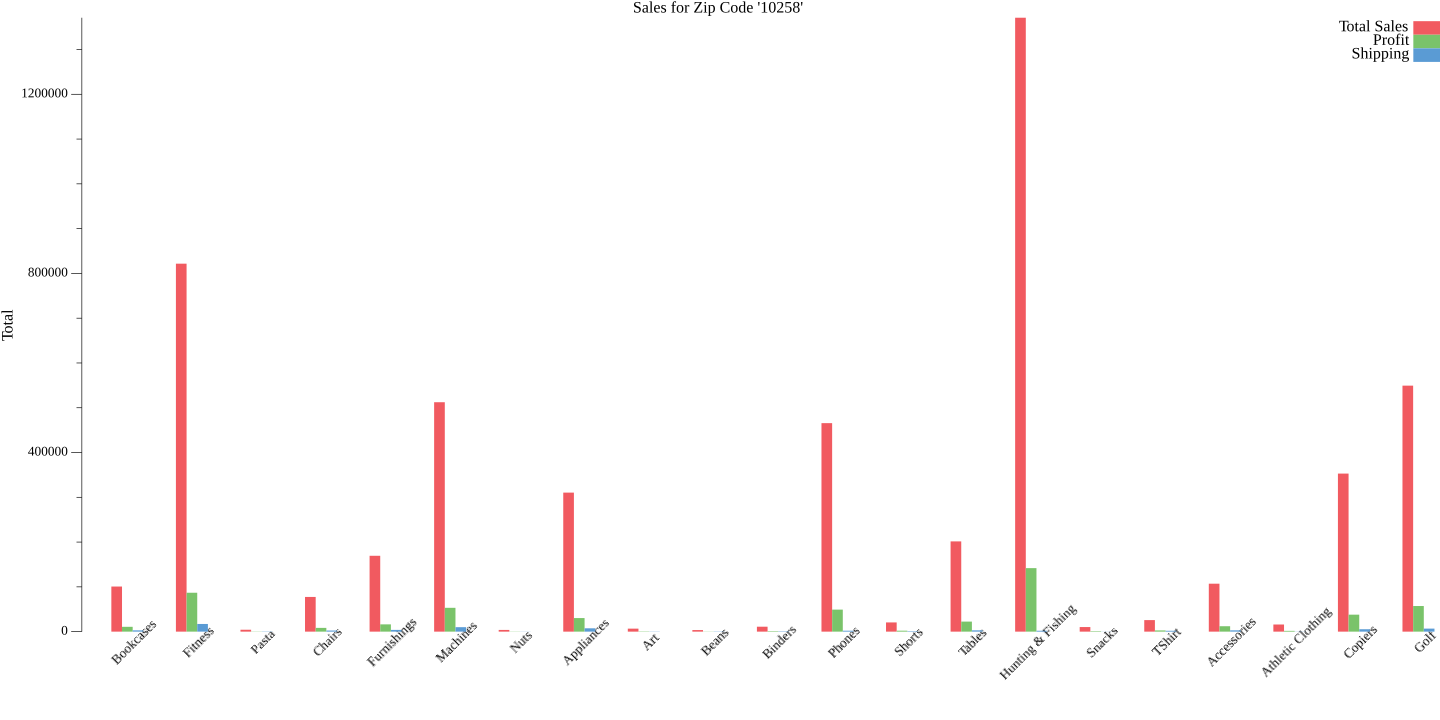 Sales for Zip Code '10258'
Total Sales
Profit
Shipping
1200000
800000
400000
0
Total
Bookcases
Fitness
Pasta
Chairs
Furnishings
Machines
Nuts
Appliances
Art
Beans
Binders
Phones
Shorts
Tables
Hunting & Fishing
Snacks
TShirt
Accessories
Athletic Clothing
Copiers
Golf